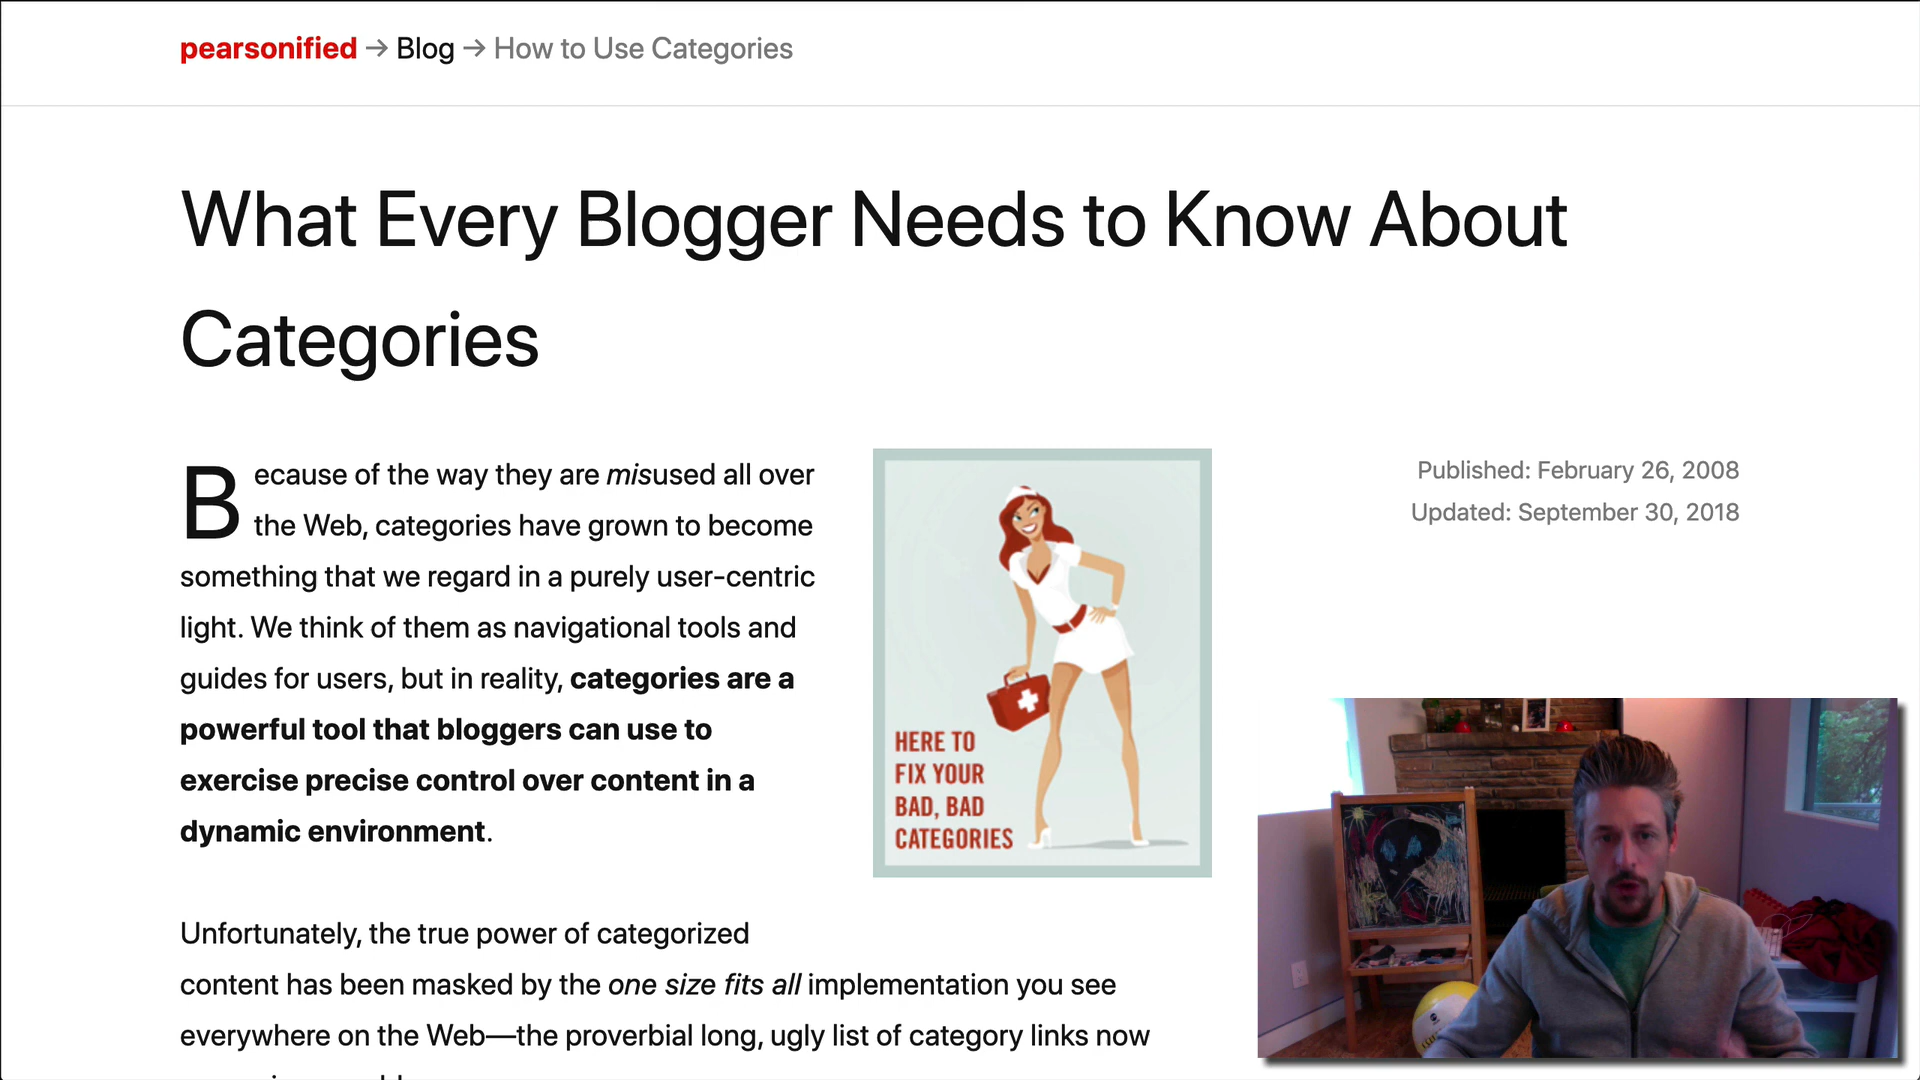 pearsonified → Blog → How to Use Categories
What Every Blogger Needs to Know About
Categories
Because of the way they are misused all over
the Web, categories have grown to become
something that we regard in a purely user-centric
light. We think of them as navigational tools and
guides for users, but in reality, categories are a
powerful tool that bloggers can use to
exercise precise control over content in a
dynamic environment.
HERE TO
FIX YOUR
BAD, BAD
CATEGORIES
Published: February 26, 2008
Updated: September 30, 2018
Unfortunately, the true power of categorized
content has been masked by the one size fits all implementation you see
everywhere on the Web—the proverbial long, ugly list of category links now